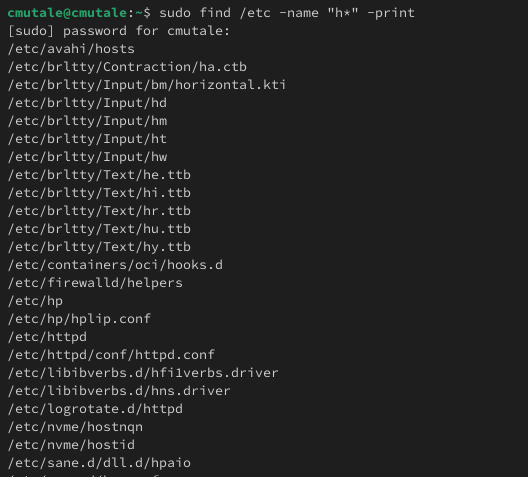 cmutale@cmutale:~$ sudo find /etc -name "h*" -print
[sudo] password for cmutale:
/etc/avahi/hosts
/etc/brltty/Contraction/ha.ctb
/etc/brltty/Input/bm/horizontal.kti
/etc/brltty/Input/hd
/etc/brltty/Input/hm
/etc/brltty/Input/ht
/etc/brltty/Input/hw
/etc/brltty/Text/he.ttb
/etc/brltty/Text/hi.ttb
/etc/brltty/Text/hr.ttb
/etc/brltty/Text/hu.ttb
/etc/brltty/Text/hy.ttb
/etc/containers/oci/hooks.d
/etc/firewalld/helpers
/etc/hp
/etc/hp/hplip.conf
/etc/httpd
/etc/httpd/conf/httpd.conf
/etc/libibverbs.d/hfi1verbs.driver
/etc/libibverbs.d/hns.driver
/etc/logrotate.d/httpd
/etc/nvme/hostnqn
/etc/nvme/hostid
/etc/sane.d/dll.d/hpaio